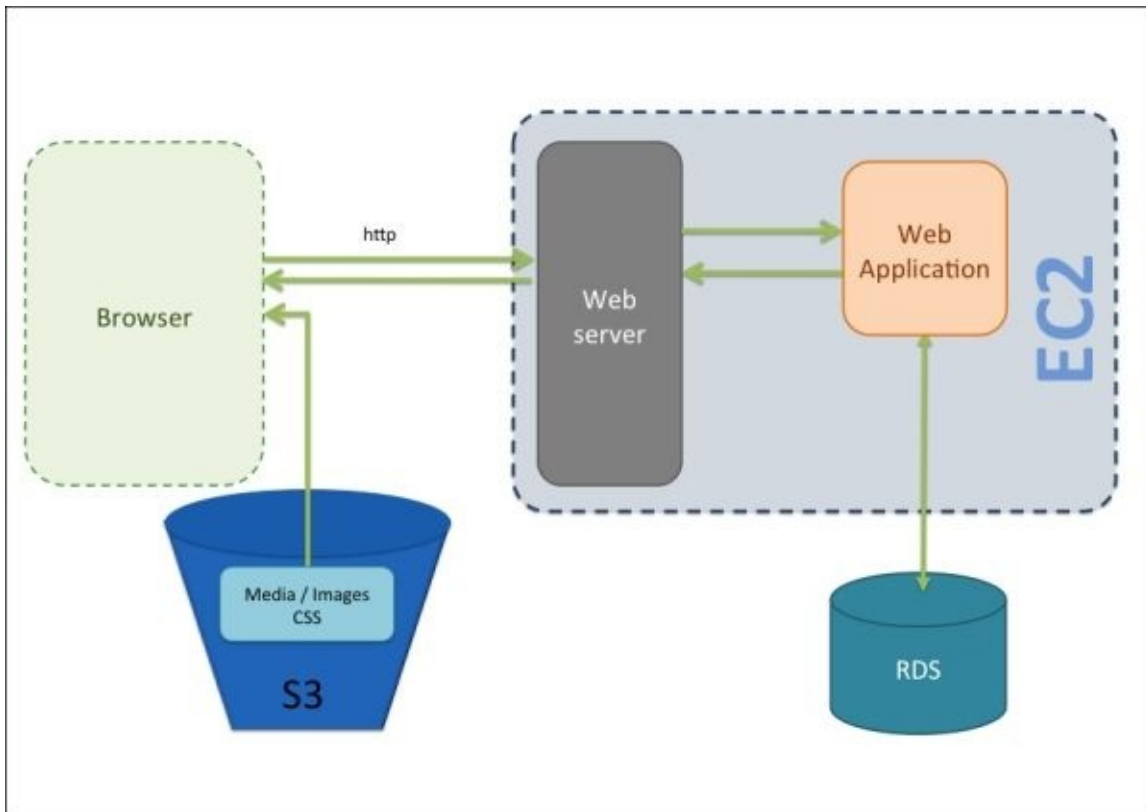 http
Browser
Web
server
Web
Application
EC2
Media / Images
CSS
S3
RDS